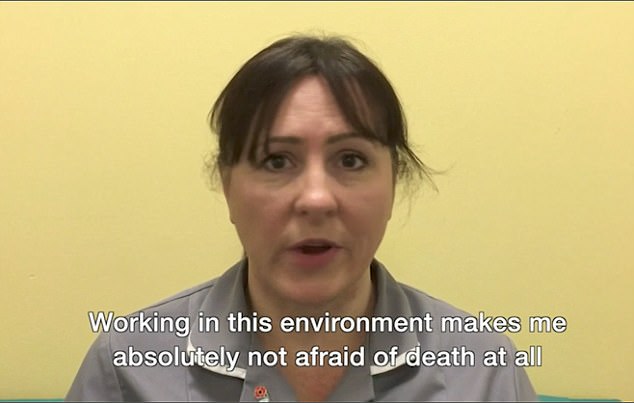 Working in this environment makes me
absolutely not afraid of death at all